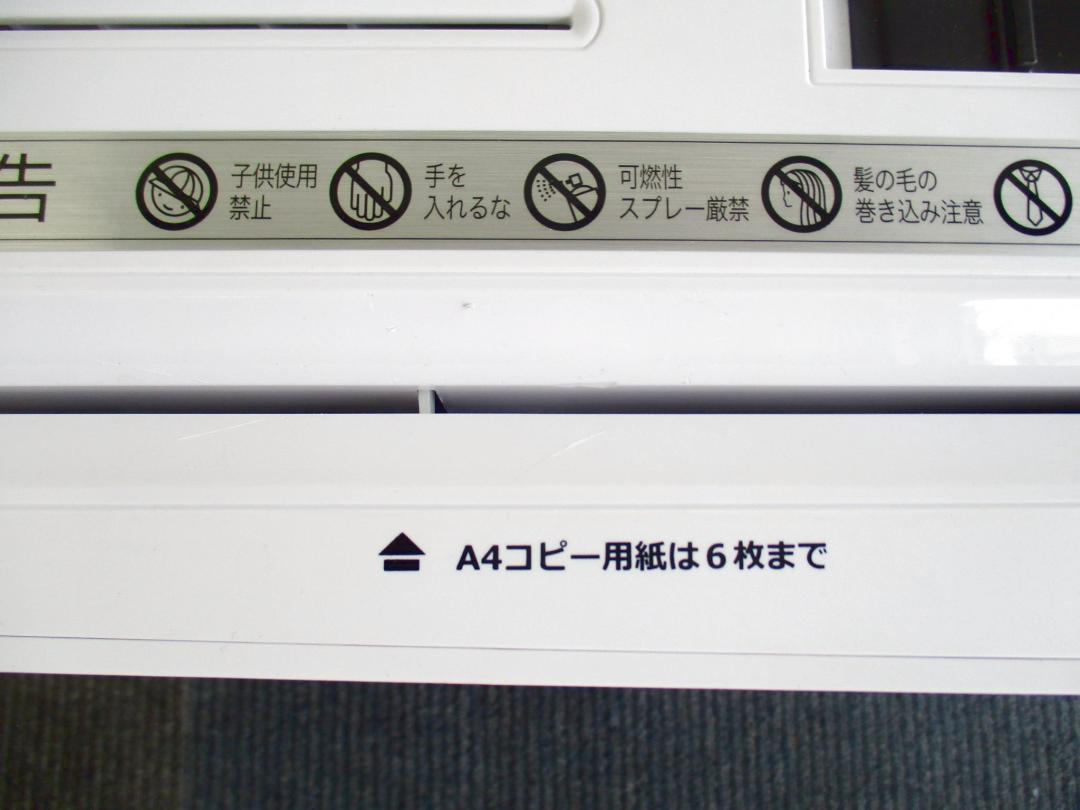 告
子供使用
禁止
手を
入れるな
可燃性
スプレー厳禁
髪の毛の
巻き込み注意
A4コピー用紙は6枚まで